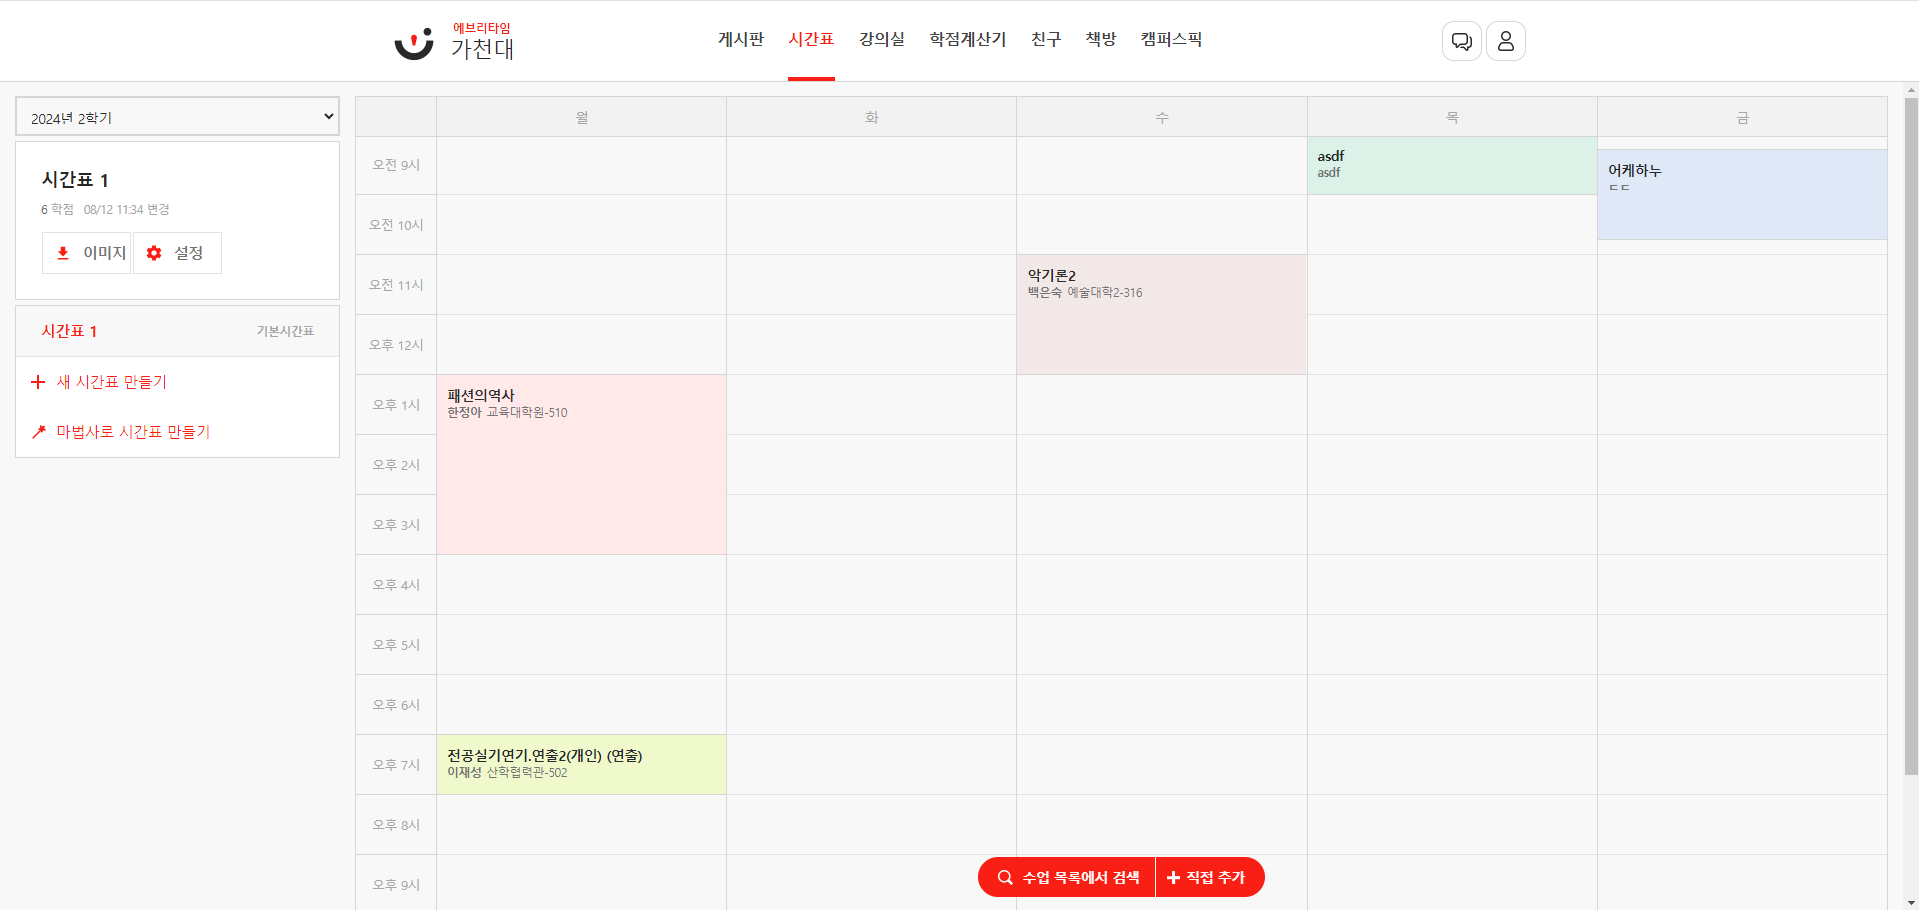 에브리타임
가천대
게시판 시간표 강의실 학점계산기 친구 책방 캠퍼스픽
2024년 2학기
시간표 1
6 학점 08/12 11:34 변경
이미지 설정
시간표 1 기본시간표
새 시간표 만들기
마법사로 시간표 만들기
월 화 수 목 금
오전 9시
asdf
asdf
어케하누
ㄷㄷ
오전 10시
오전 11시
악기론2
백은숙 예술대학2-316
오후 12시
오후 1시
패션의역사
한정아 교육대학원-510
오후 2시
오후 3시
오후 4시
오후 5시
오후 6시
오후 7시
전공실기연기.연출2(개인) (연출)
이재성 산학협력관-502
오후 8시
오후 9시
수업 목록에서 검색 직접 추가